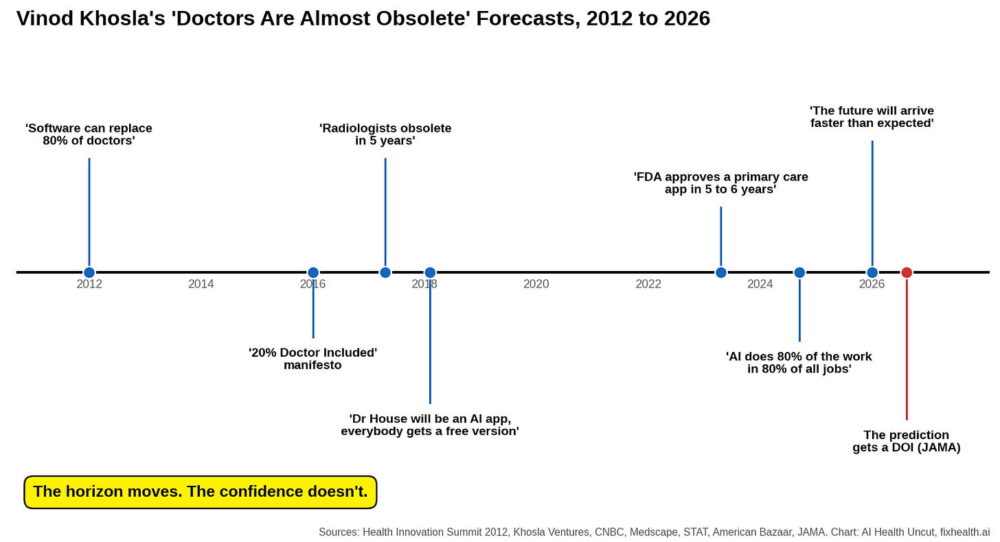 Vinod Khosla's 'Doctors Are Almost Obsolete' Forecasts, 2012 to 2026
'The future will arrive
faster than expected'
'Software can replace
80% of doctors'
'Radiologists obsolete
in 5 years'
'FDA approves a primary care
app in 5 to 6 years'
2012
2014
2016
2018
2020
2022
2024
2026
'20% Doctor Included'
manifesto
'AI does 80% of the work
in 80% of all jobs'
'Dr House will be an AI app,
everybody gets a free version'
The prediction
gets a DOI (JAMA)
The horizon moves. The confidence doesn't.
Sources: Health Innovation Summit 2012, Khosla Ventures, CNBC, Medscape, STAT, American Bazaar, JAMA. Chart: AI Health Uncut, fixhealth.ai